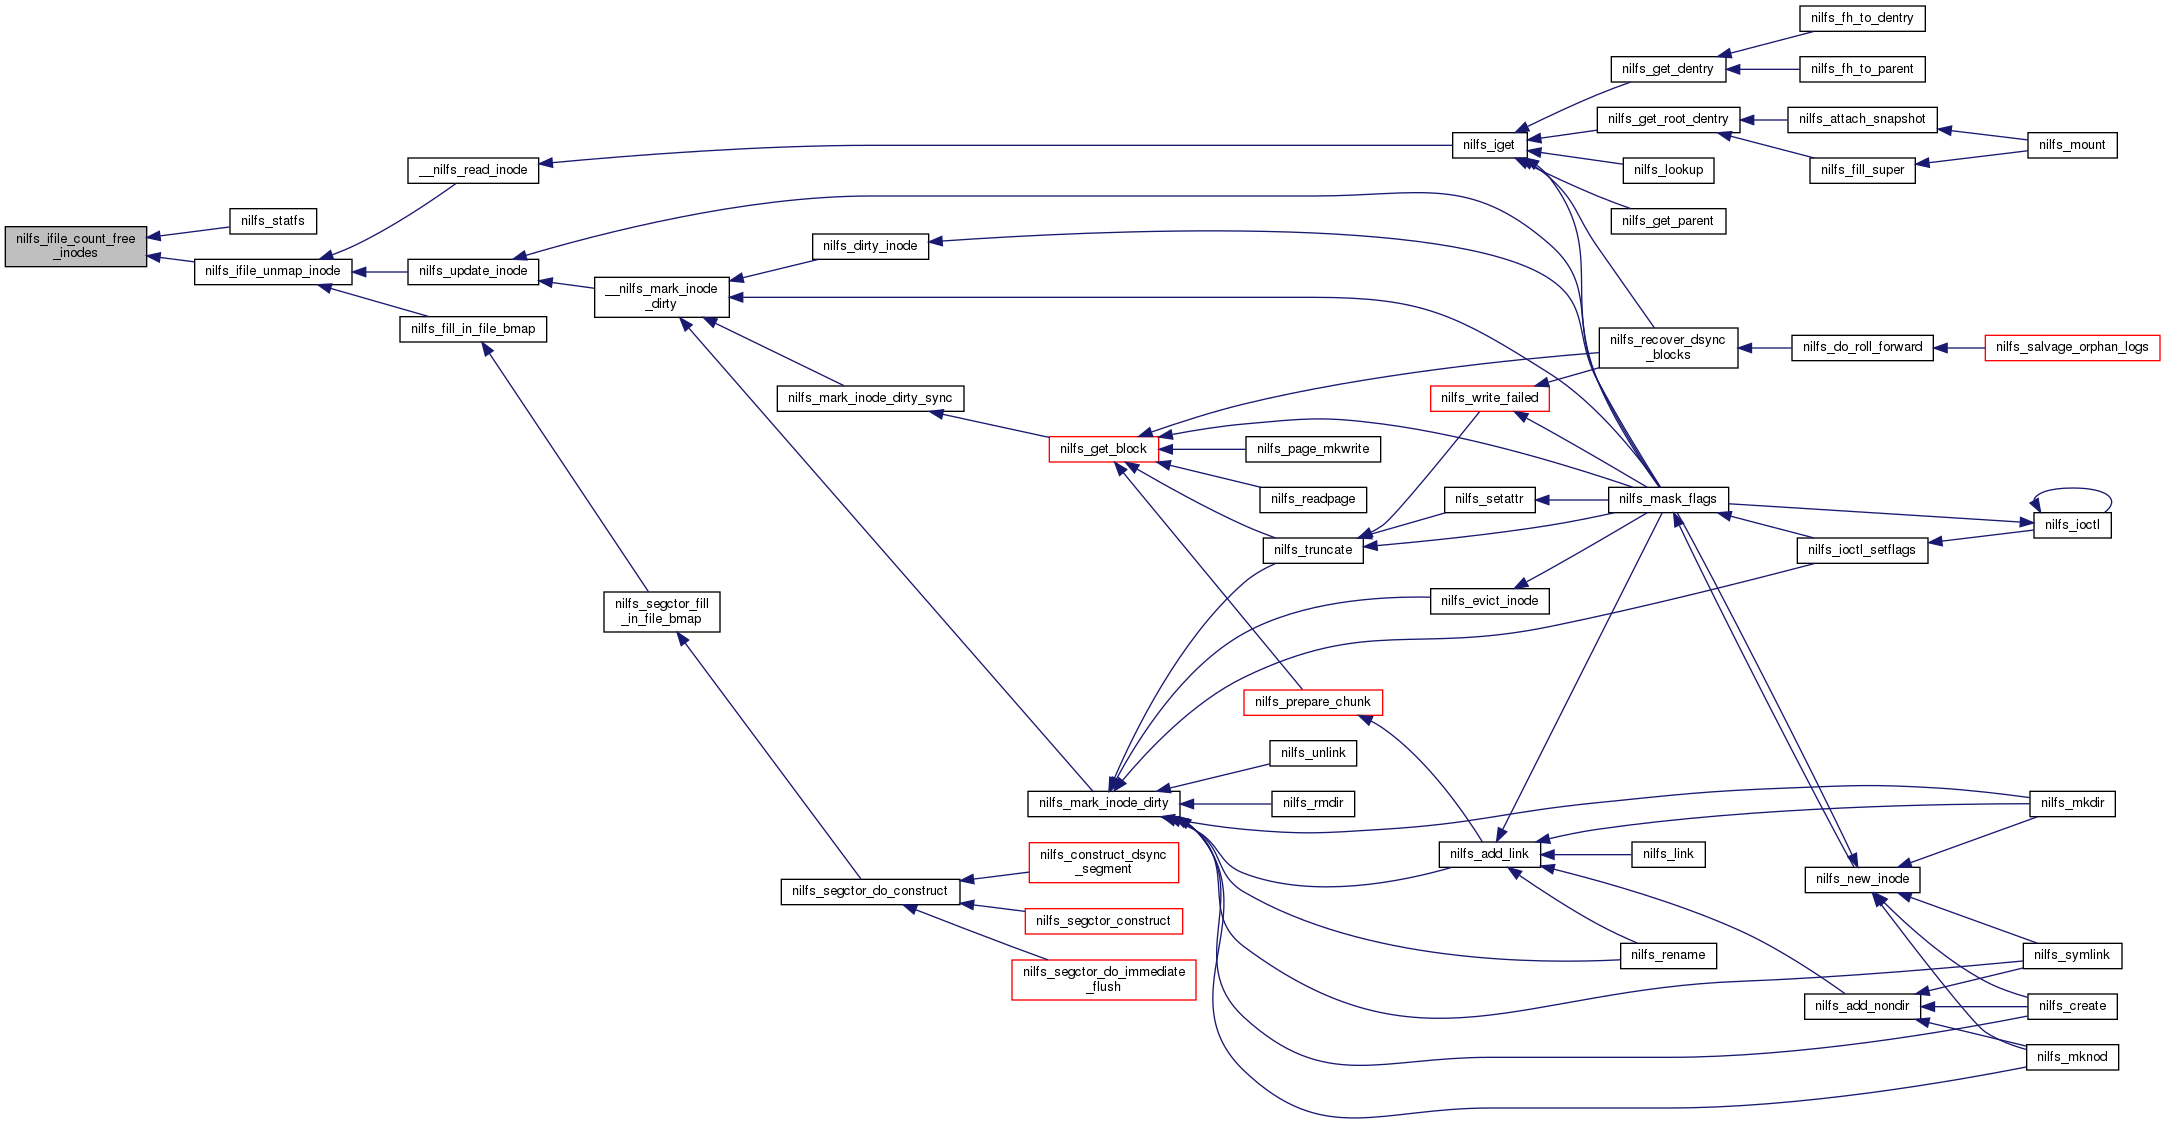 nilfs_fh_to_dentry
nilfs_get_dentry
nilfs_fh_to_parent
nilfs_get_root_dentry
nilfs_attach_snapshot
nilfs_iget
nilfs_mount
__nilfs_read_inode
nilfs_lookup
nilfs_fill_super
nilfs_statfs
nilfs_get_parent
nilfs_ifile_count_free
_inodes
nilfs_dirty_inode
nilfs_ifile_unmap_inode
nilfs_update_inode
__nilfs_mark_inode
_dirty
nilfs_fill_in_file_bmap
nilfs_recover_dsync
_blocks
nilfs_do_roll_forward
nilfs_salvage_orphan_logs
nilfs_mark_inode_dirty_sync
nilfs_write_failed
nilfs_get_block
nilfs_page_mkwrite
nilfs_readpage
nilfs_setattr
nilfs_mask_flags
nilfs_ioctl
nilfs_truncate
nilfs_ioctl_setflags
nilfs_evict_inode
nilfs_segctor_fill
_in_file_bmap
nilfs_prepare_chunk
nilfs_unlink
nilfs_mark_inode_dirty
nilfs_rmdir
nilfs_mkdir
nilfs_add_link
nilfs_link
nilfs_construct_dsync
_segment
nilfs_new_inode
nilfs_segctor_do_construct
nilfs_segctor_construct
nilfs_rename
nilfs_symlink
nilfs_segctor_do_immediate
_flush
nilfs_add_nondir
nilfs_create
nilfs_mknod